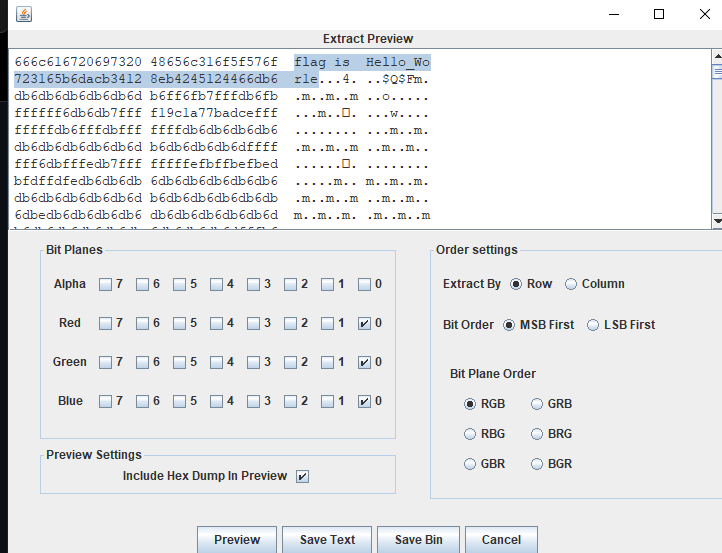 Extract Preview
666c616720697320 48656c316f5f576f flag is Hello_Wo
723165b6dacb3412 8eb4245124466db6 rle...4. ..$Q$Fm.
db6db6db6db6db6d b6ff6fb7fffdb6fb .m..m..m ..o.....
ffffff6db6db7fff f19c1a77badcefff ...m..□. ...w....
fffffdb6fffdbfff ffffdb6db6db6db6 ........ ...m..m.
db6db6db6db6db6d b6db6db6db6dffff .m..m..m .m..m...
fff6dbfffedb7fff fffffefbffbefbed ......□. ........
bfdffdfedb6db6db 6db6db6db6db6db6 .....m.. m..m..m.
db6db6db6db6db6d b6db6db6db6db6db .m..m..m .m..m..m.
6dbedb6db6db6db6 db6db6db6db6db6d m..m..m. .m..m..m
Bit Planes
Alpha 7 6 5 4 3 2 1 0
Red 7 6 5 4 3 2 1 0
Green 7 6 5 4 3 2 1 0
Blue 7 6 5 4 3 2 1 0
Preview Settings
Include Hex Dump In Preview
Order settings
Extract By Row Column
Bit Order MSB First LSB First
Bit Plane Order
RGB GRB
RBG BRG
GBR BGR
Preview Save Text Save Bin Cancel